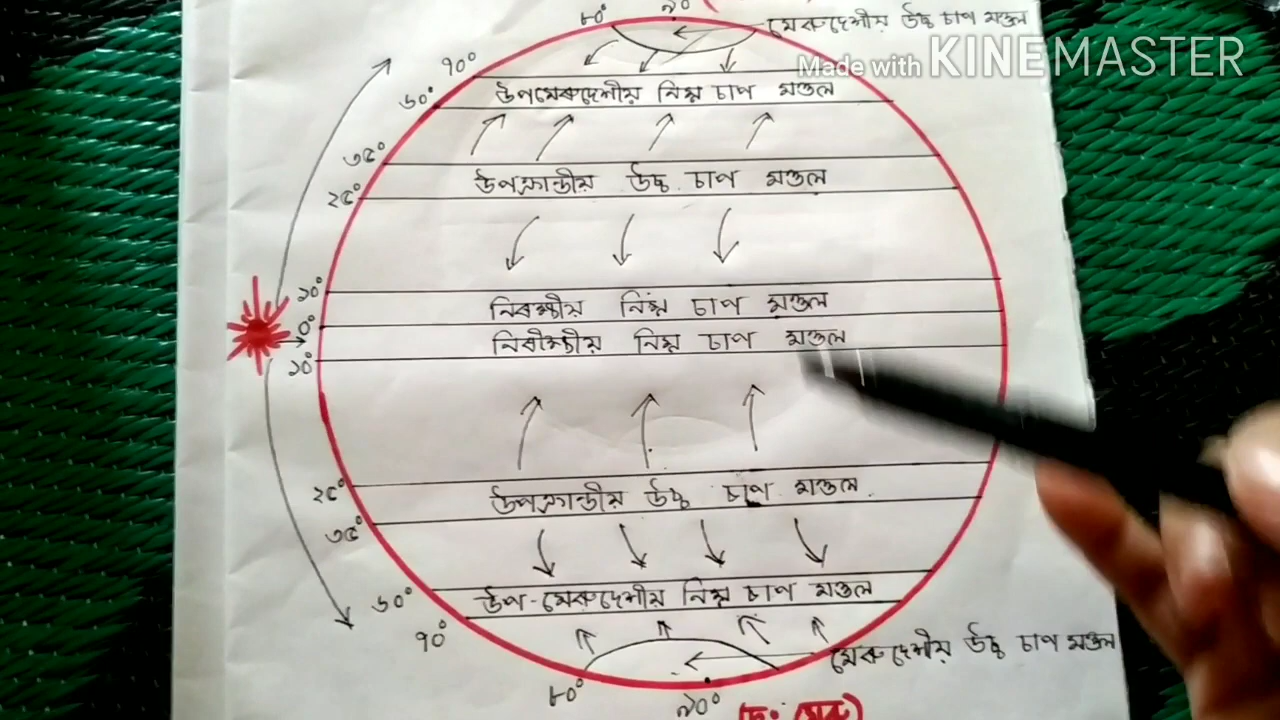 ৮০° ৯০°
মেরুদেশীয় উচ্চ চাপ মণ্ডল
Made with KINEMASTER
৭০°
উপমেরুদেশীয় নিম্ন চাপ মণ্ডল
৬০°
৩৫°
উপক্রান্তীয় উচ্চ চাপ মণ্ডল
২৫°
১০°
নিৰক্ষীয় নিম্ন চাপ মণ্ডল
০°
নিৰক্ষীয় নিম্ন চাপ মণ্ডল
১০°
২৫°
উপক্রান্তীয় উচ্চ চাপ মণ্ডল
৩৫°
উপ-মেরুদেশীয় নিম্ন চাপ মণ্ডল
৬০°
৭০°
মেরুদেশীয় উচ্চ চাপ মণ্ডল
৮০° ৯০°